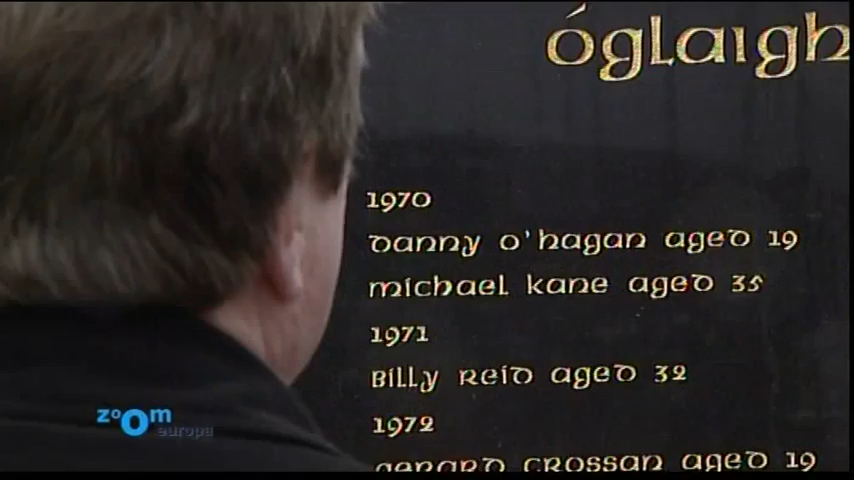 óglaigh
1970
danny o'hagan aged 19
michael kane aged 35
1971
Billy Reid aged 32
1972
gerard crossan aged 19
zoom
europa